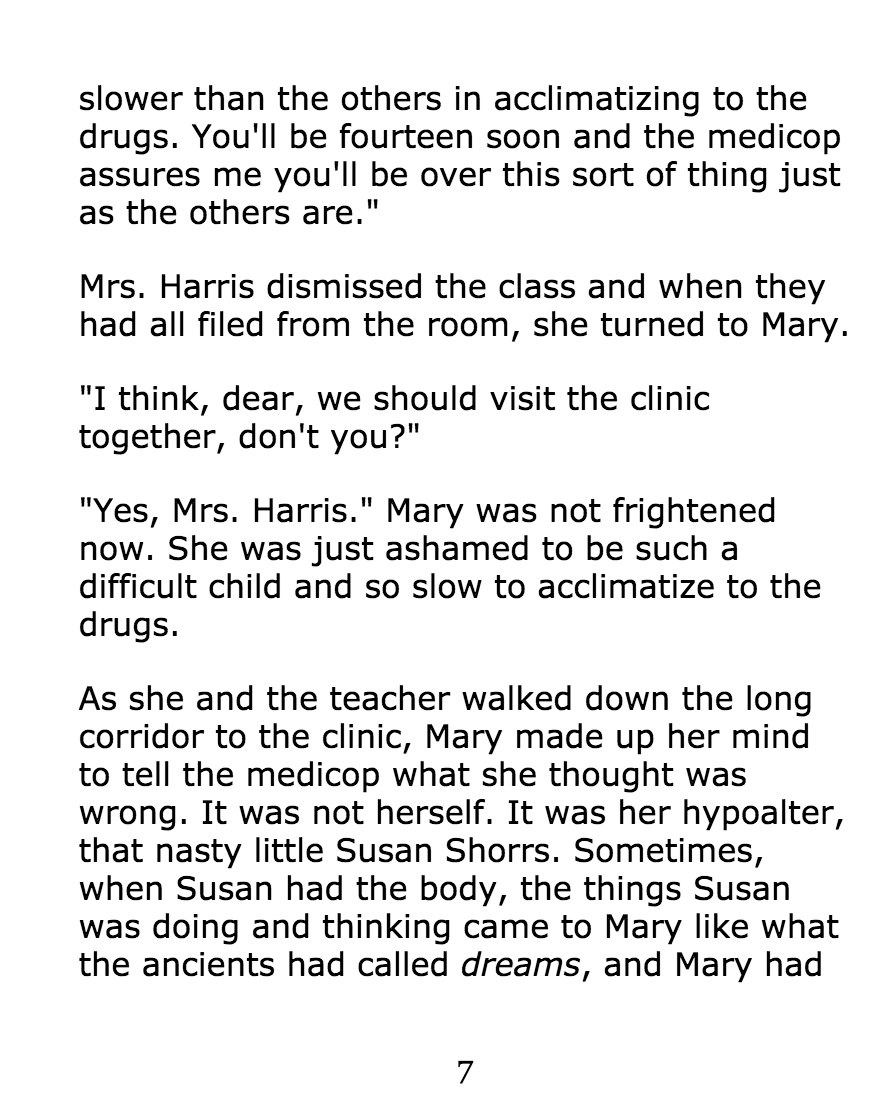 slower than the others in acclimatizing to the
drugs. You'll be fourteen soon and the medicop
assures me you'll be over this sort of thing just
as the others are."
Mrs. Harris dismissed the class and when they
had all filed from the room, she turned to Mary.
"I think, dear, we should visit the clinic
together, don't you?"
"Yes, Mrs. Harris." Mary was not frightened
now. She was just ashamed to be such a
difficult child and so slow to acclimatize to the
drugs.
As she and the teacher walked down the long
corridor to the clinic, Mary made up her mind
to tell the medicop what she thought was
wrong. It was not herself. It was her hypoalter,
that nasty little Susan Shorrs. Sometimes,
when Susan had the body, the things Susan
was doing and thinking came to Mary like what
the ancients had called dreams, and Mary had
7